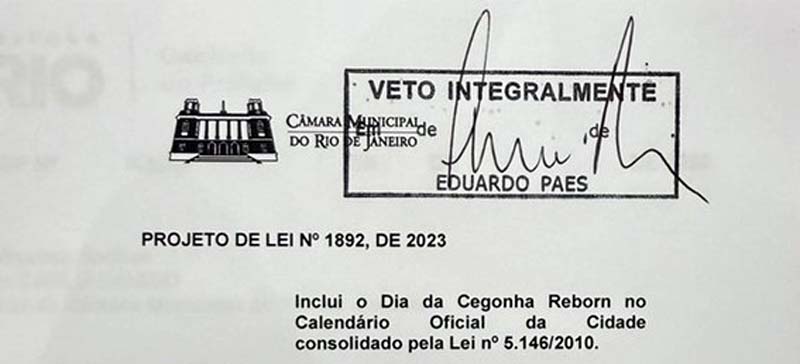 VETO INTEGRALMENTE
CÂMARA MUNICIPAL
DO RIO DE JANEIRO
Em de de
EDUARDO PAES
PROJETO DE LEI Nº 1892, DE 2023
Inclui o Dia da Cegonha Reborn no
Calendário Oficial da Cidade
consolidado pela Lei nº 5.146/2010.